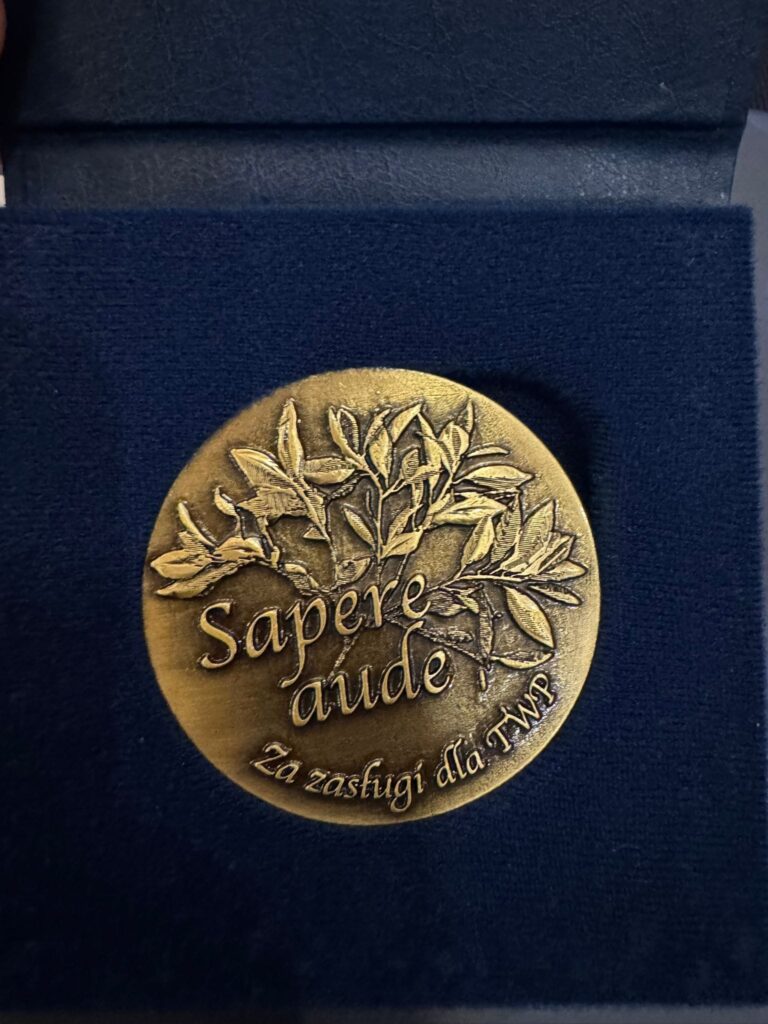 Sapere
aude
Za zasługi dla TWP